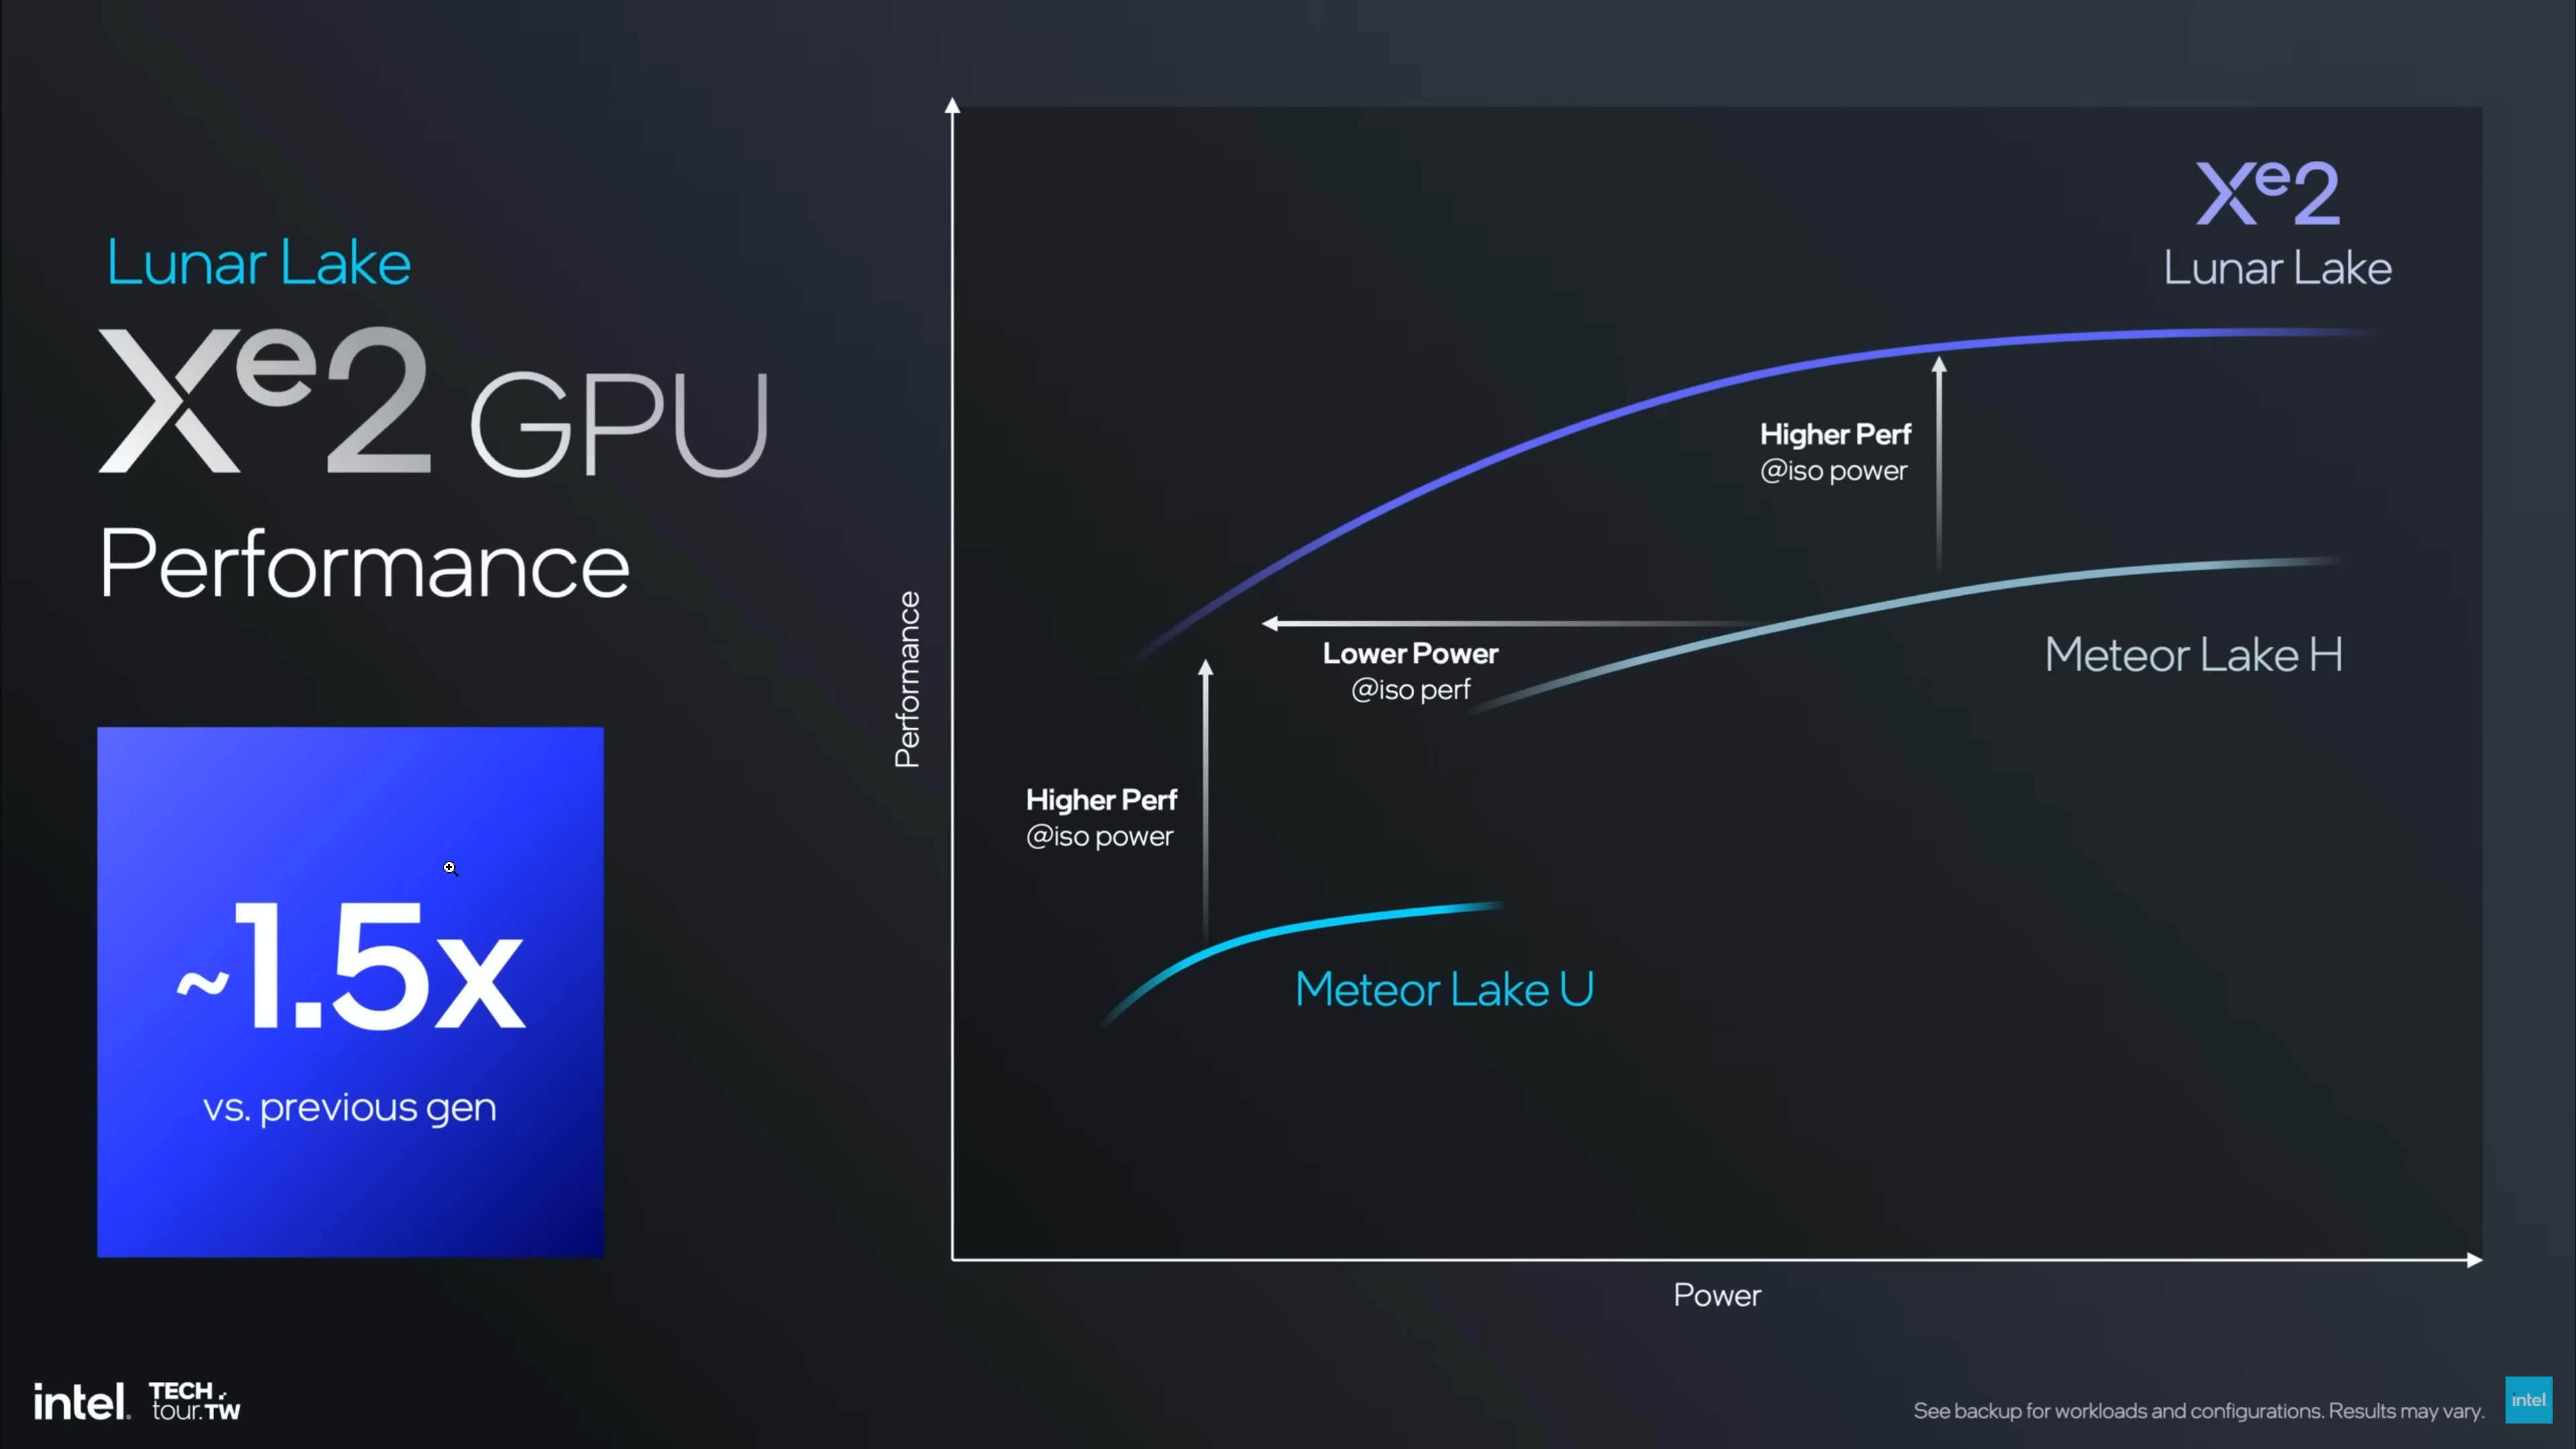 Lunar Lake
Xe2 GPU
Performance
~1.5x
vs. previous gen
Performance
Xe2
Lunar Lake
Higher Perf
@iso power
Lower Power
@iso perf
Meteor Lake H
Higher Perf
@iso power
Meteor Lake U
Power
intel.
TECH
tour.TW
See backup for workloads and configurations. Results may vary.
intel